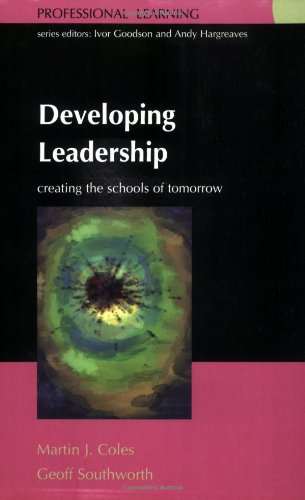 PROFESSIONAL LEARNING
series editors: Ivor Goodson and Andy Hargreaves
Developing
Leadership
creating the schools of tomorrow
Martin J. Coles
Geoff Southworth